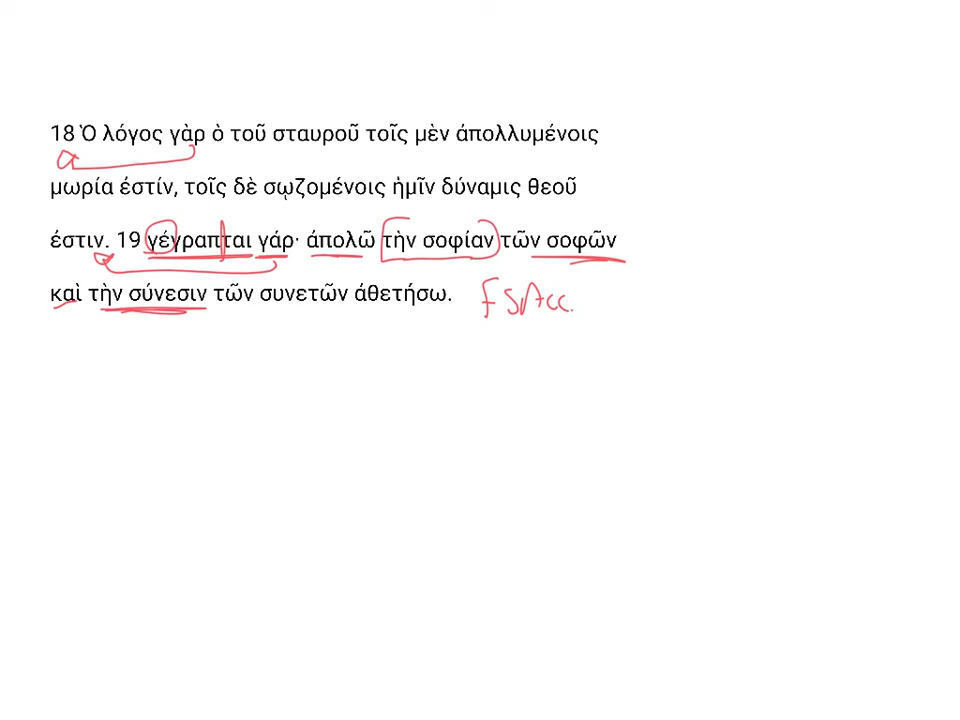 18 Ὁ λόγος γὰρ ὁ τοῦ σταυροῦ τοῖς μὲν ἀπολλυμένοις
μωρία ἐστίν, τοῖς δὲ σῳζομένοις ἡμῖν δύναμις θεοῦ
ἐστιν. 19 γέγραπται γάρ· ἀπολῶ τὴν σοφίαν τῶν σοφῶν
καὶ τὴν σύνεσιν τῶν συνετῶν ἀθετήσω. FSAcc.